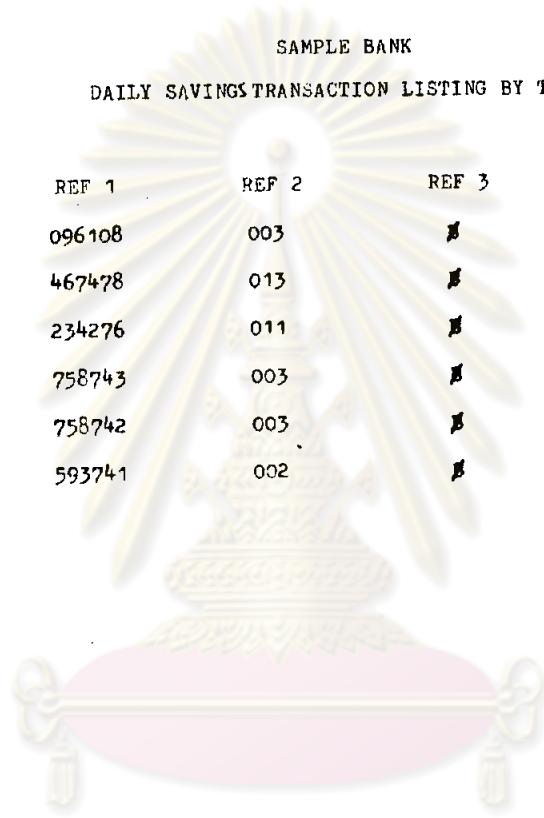 SAMPLE BANK
DAILY SAVINGS TRANSACTION LISTING BY
REF 1 REF 2 REF 3
096108 003
467478 013
234276 011
758743 003
758742 003
593741 002